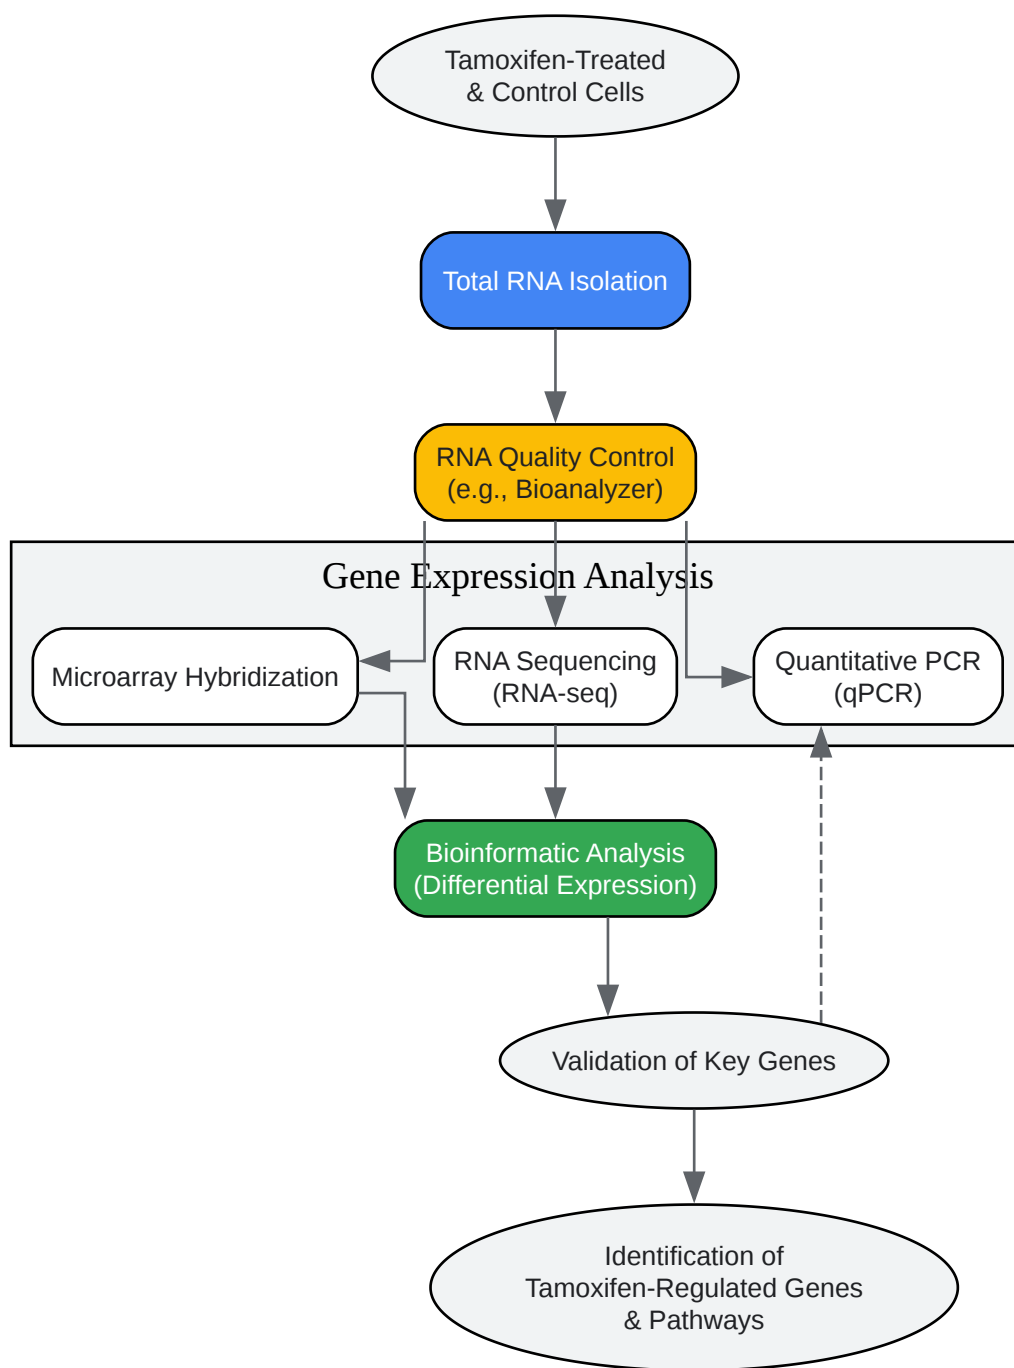 Tamoxifen-Treated
& Control Cells
Total RNA Isolation
RNA Quality Control
(e.g., Bioanalyzer)
Gene Expression Analysis
Microarray Hybridization
RNA Sequencing
(RNA-seq)
Quantitative PCR
(qPCR)
Bioinformatic Analysis
(Differential Expression)
Validation of Key Genes
Identification of
Tamoxifen-Regulated Genes
& Pathways